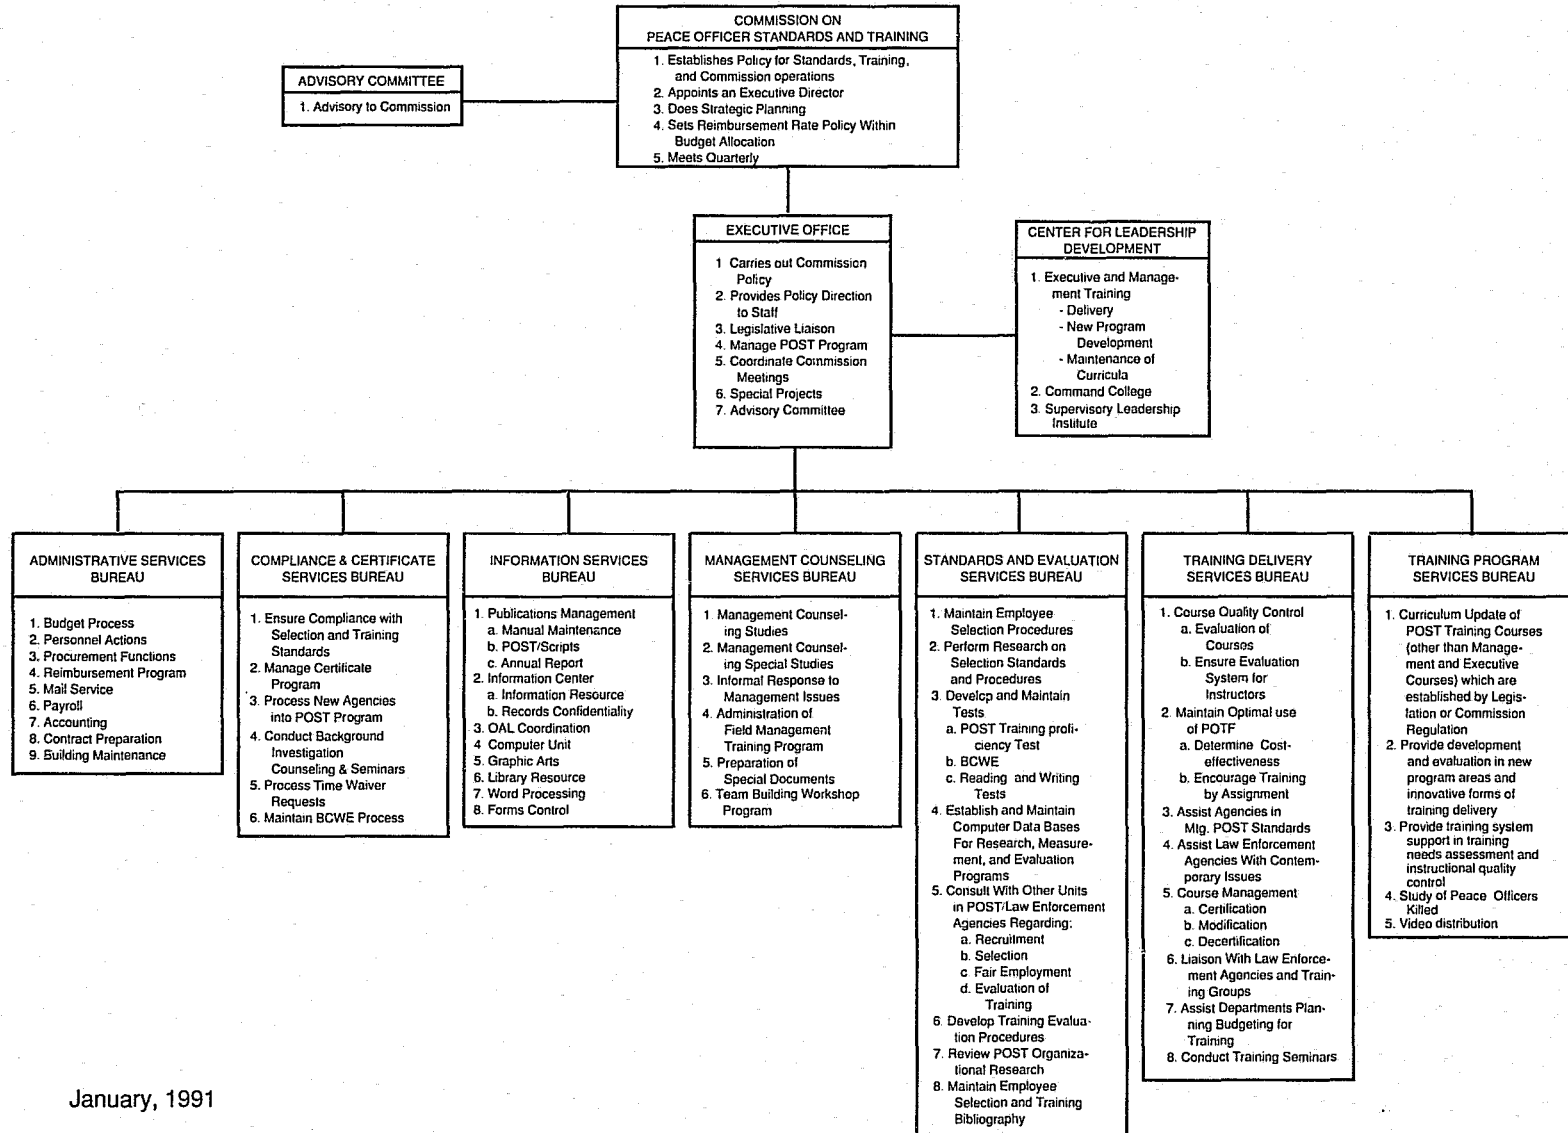 COMMISSION ON
PEACE OFFICER STANDARDS AND TRAINING
1. Establishes Policy for Standards, Training,
and Commission operations
2. Appoints an Executive Director
3. Does Strategic Planning
4. Sets Reimbursement Rate Policy Within
Budget Allocation
5. Meets Quarterly
ADVISORY COMMITTEE
1. Advisory to Commission
EXECUTIVE OFFICE
1 Carries out Commission
Policy
2. Provides Policy Direction
to Staff
3. Legislative Liaison
4. Manage POST Program
5. Coordinate Commission
Meetings
6. Special Projects
7. Advisory Committee
CENTER FOR LEADERSHIP
DEVELOPMENT
1. Executive and Manage-
ment Training
- Delivery
- New Program
Development
- Maintenance of
Curricula
2. Command College
3. Supervisory Leadership
Institute
ADMINISTRATIVE SERVICES
BUREAU
1. Budget Process
2. Personnel Actions
3. Procurement Functions
4. Reimbursement Program
5. Mail Service
6. Payroll
7. Accounting
8. Contract Preparation
9. Building Maintenance
COMPLIANCE & CERTIFICATE
SERVICES BUREAU
1. Ensure Compliance with
Selection and Training
Standards
2. Manage Certificate
Program
3. Process New Agencies
into POST Program
4. Conduct Background
Investigation
Counseling & Seminars
5. Process Time Waiver
Requests
6. Maintain BCWE Process
INFORMATION SERVICES
BUREAU
1. Publications Management
a. Manual Maintenance
b. POST/Scripts
c. Annual Report
2. Information Center
a. Information Resource
b. Records Confidentiality
3. OAL Coordination
4 Computer Unit
5. Graphic Arts
6. Library Resource
7. Word Processing
8. Forms Control
MANAGEMENT COUNSELING
SERVICES BUREAU
1 Management Counsel-
ing Studies
2. Management Counsel-
ing Special Studies
3. Informal Response to
Management Issues
4. Administration of
Field Management
Training Program
5. Preparation of
Special Documents
6. Team Building Workshop
Program
STANDARDS AND EVALUATION
SERVICES BUREAU
1. Maintain Employee
Selection Procedures
2. Perform Research on
Selection Standards
and Procedures
3. Develop and Maintain
Tests
a. POST Training profi-
ciency Test
b. BCWE
c. Reading and Writing
Tests
4. Establish and Maintain
Computer Data Bases
For Research, Measure-
ment, and Evaluation
Programs
5. Consult With Other Units
in POST/Law Enforcement
Agencies Regarding:
a. Recruitment
b. Selection
c Fair Employment
d. Evaluation of
Training
6. Develop Training Evalua-
tion Procedures
7. Review POST Organiza-
tional Research
8. Maintain Employee
Selection and Training
Bibliography
TRAINING DELIVERY
SERVICES BUREAU
1. Course Quality Control
a. Evaluation of
Courses
b. Ensure Evaluation
System for
Instructors
2. Maintain Optimal use
of POTF
a. Determine Cost-
effectiveness
b. Encourage Training
by Assignment
3. Assist Agencies in
Mtg. POST Standards
4. Assist Law Enforcement
Agencies With Contem-
porary Issues
5. Course Management
a. Certification
b. Modification
c. Decertification
6. Liaison With Law Enforce-
ment Agencies and Train-
ing Groups
7. Assist Departments Plan-
ning Budgeting for
Training
8. Conduct Training Seminars
TRAINING PROGRAM
SERVICES BUREAU
1. Curriculum Update of
POST Training Courses
(other than Manage-
ment and Executive
Courses) which are
established by Legis-
lation or Commission
Regulation
2. Provide development
and evaluation in new
program areas and
innovative forms of
training delivery
3. Provide training system
support in training
needs assessment and
instructional quality
control
4. Study of Peace Officers
Killed
5. Video distribution
January, 1991